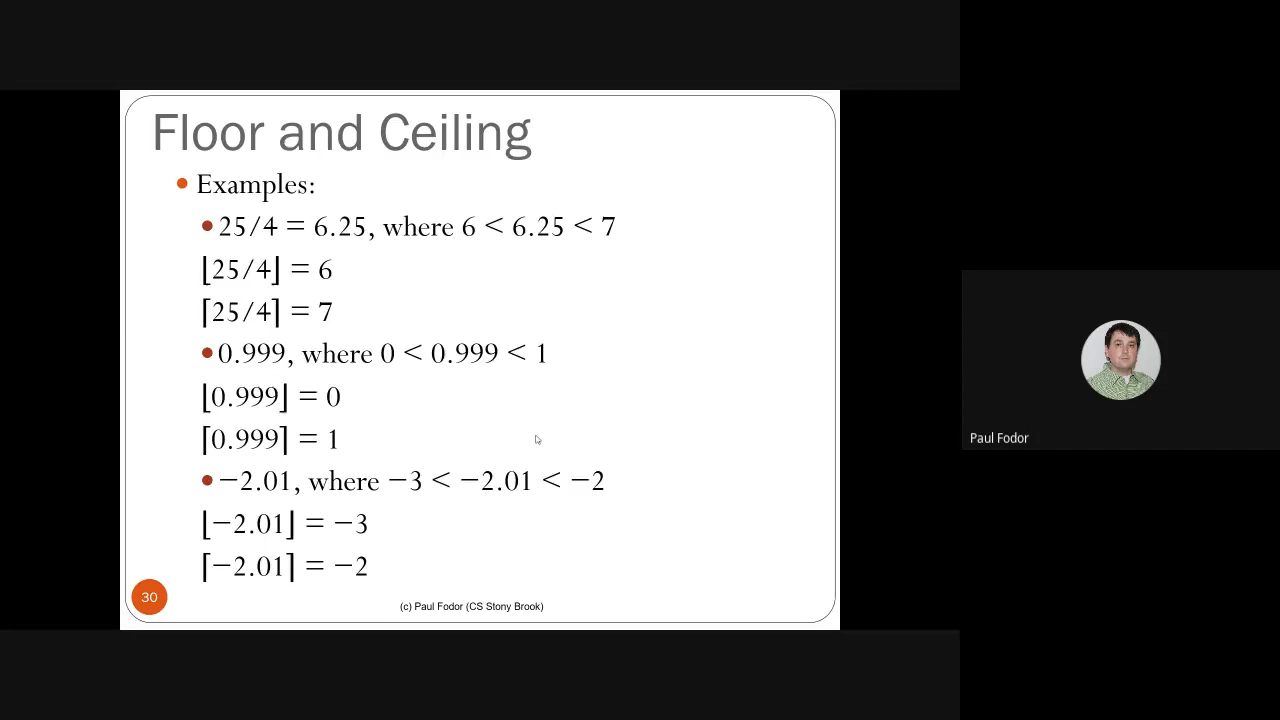 Floor and Ceiling
• Examples:
• 25/4 = 6.25, where 6 < 6.25 < 7
⌊25/4⌋ = 6
⌈25/4⌉ = 7
• 0.999, where 0 < 0.999 < 1
⌊0.999⌋ = 0
⌈0.999⌉ = 1
• −2.01, where −3 < −2.01 < −2
⌊−2.01⌋ = −3
⌈−2.01⌉ = −2
30
(c) Paul Fodor (CS Stony Brook)
Paul Fodor